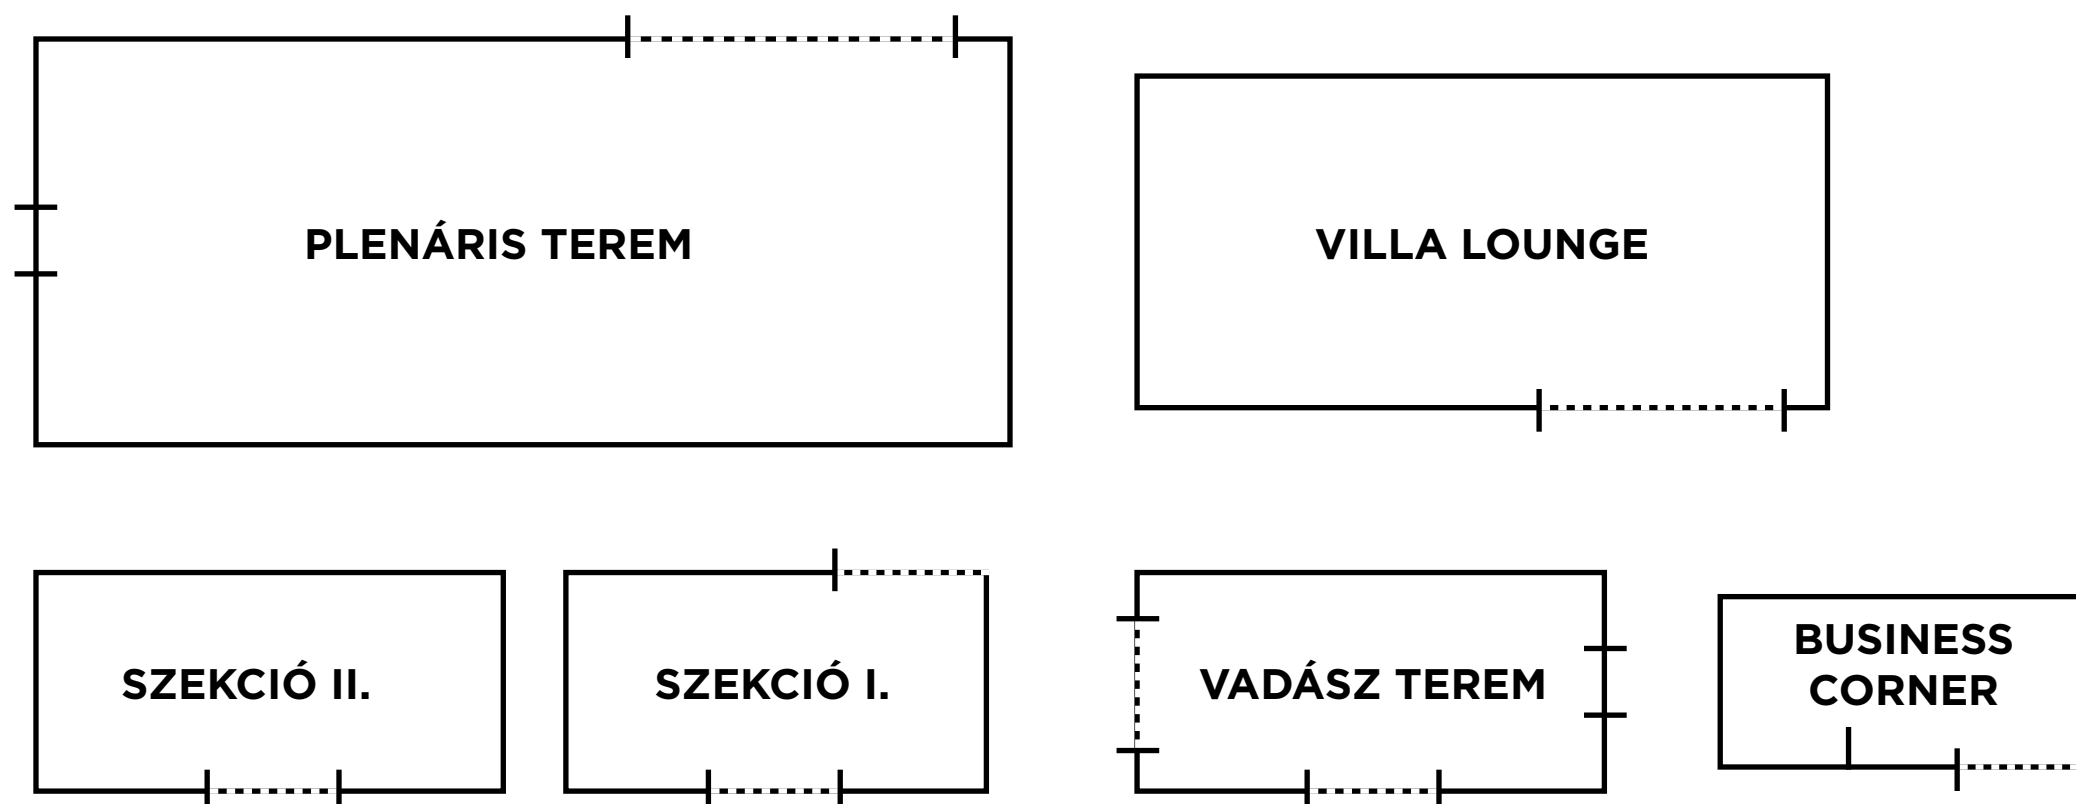 PLENÁRIS TEREM
VILLA LOUNGE
SZEKCIÓ II.
SZEKCIÓ I.
VADÁSZ TEREM
BUSINESS
CORNER